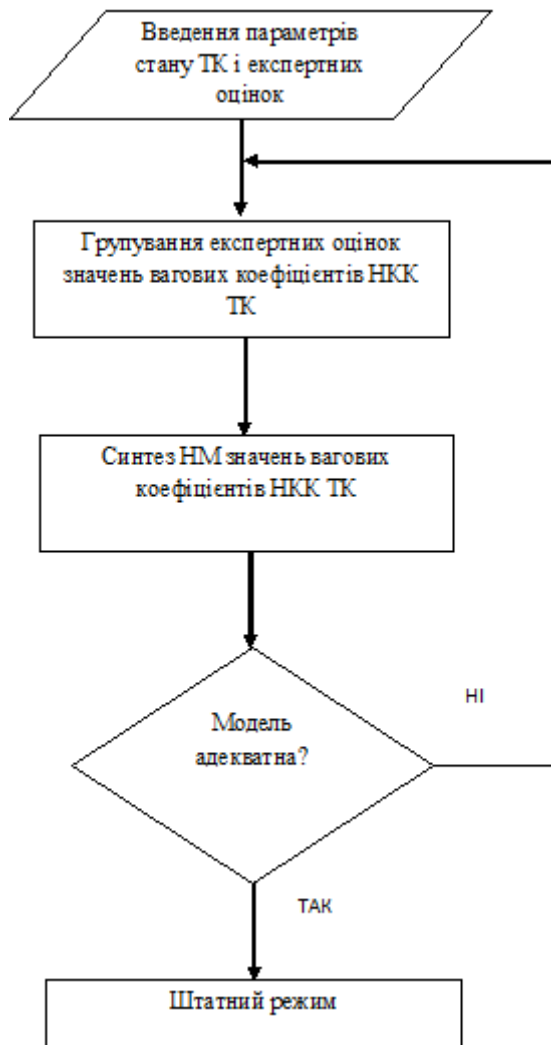 Введення параметрів
стану ТК і експертних
оцінок
Групування експертних оцінок
значень вагових коефіцієнтів НКК
ТК
Синтез НМ значень вагових
коефіцієнтів НКК ТК
Модель
адекватна?
НІ
ТАК
Штатний режим